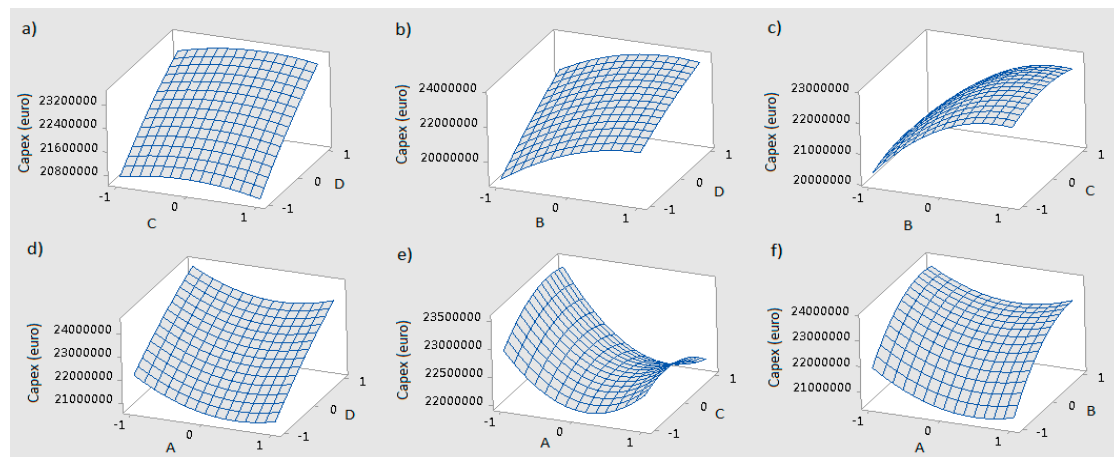 a)
Capex (euro)
23200000
22400000
21600000
20800000
-1
0
1
C
-1
0
1
D
b)
Capex (euro)
24000000
22000000
20000000
-1
0
1
B
-1
0
1
D
c)
Capex (euro)
23000000
22000000
21000000
20000000
-1
0
1
B
-1
0
1
C
d)
Capex (euro)
24000000
23000000
22000000
21000000
-1
0
1
A
-1
0
1
D
e)
Capex (euro)
23500000
23000000
22500000
22000000
-1
0
1
A
-1
0
1
C
f)
Capex (euro)
24000000
23000000
22000000
21000000
-1
0
1
A
-1
0
1
B